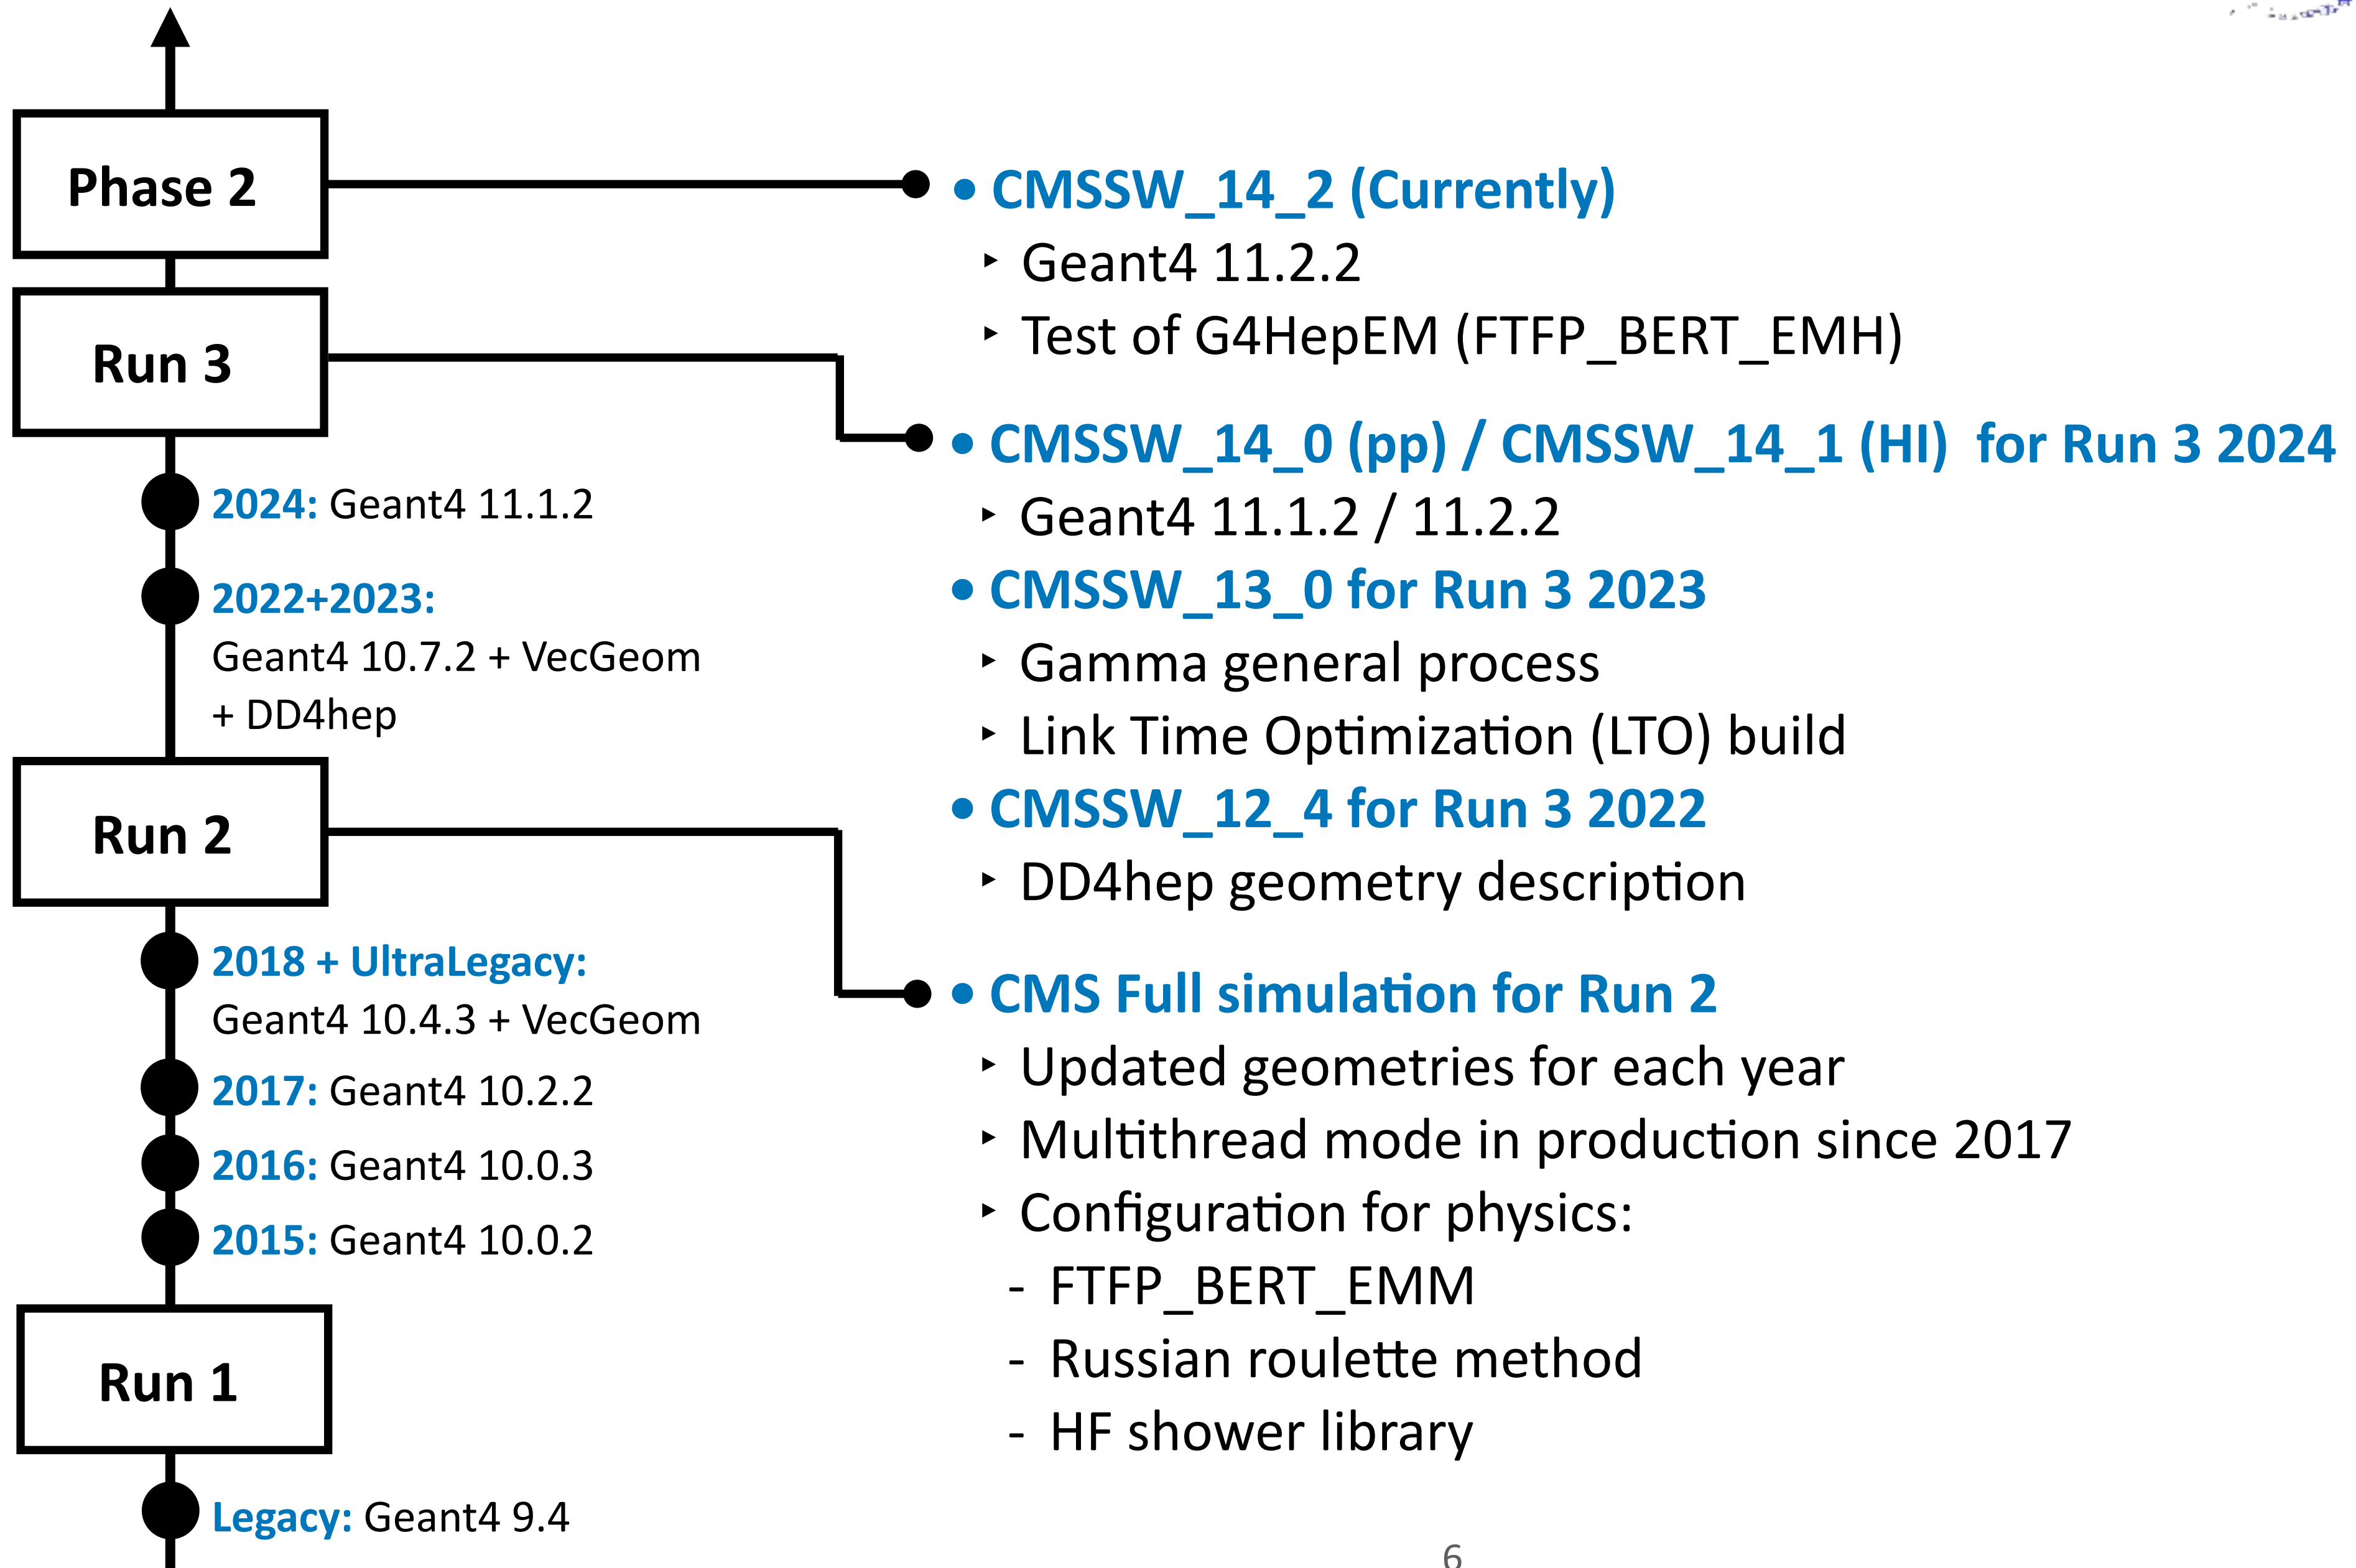 Phase 2
Run 3
2024: Geant4 11.1.2
2022+2023:
Geant4 10.7.2 + VecGeom
+ DD4hep
Run 2
2018 + UltraLegacy:
Geant4 10.4.3 + VecGeom
2017: Geant4 10.2.2
2016: Geant4 10.0.3
2015: Geant4 10.0.2
Run 1
Legacy: Geant4 9.4
• CMSSW_14_2 (Currently)
‣ Geant4 11.2.2
‣ Test of G4HepEM (FTFP_BERT_EMH)
• CMSSW_14_0 (pp) / CMSSW_14_1 (HI) for Run 3 2024
‣ Geant4 11.1.2 / 11.2.2
• CMSSW_13_0 for Run 3 2023
‣ Gamma general process
‣ Link Time Optimization (LTO) build
• CMSSW_12_4 for Run 3 2022
‣ DD4hep geometry description
• CMS Full simulation for Run 2
‣ Updated geometries for each year
‣ Multithread mode in production since 2017
‣ Configuration for physics:
- FTFP_BERT_EMM
- Russian roulette method
- HF shower library
6